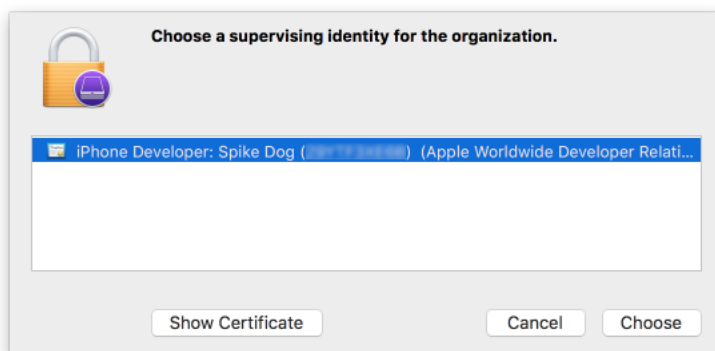 Choose a supervising identity for the organization.
iPhone Developer: Spike Dog () (Apple Worldwide Developer Relati...
Show Certificate Cancel Choose